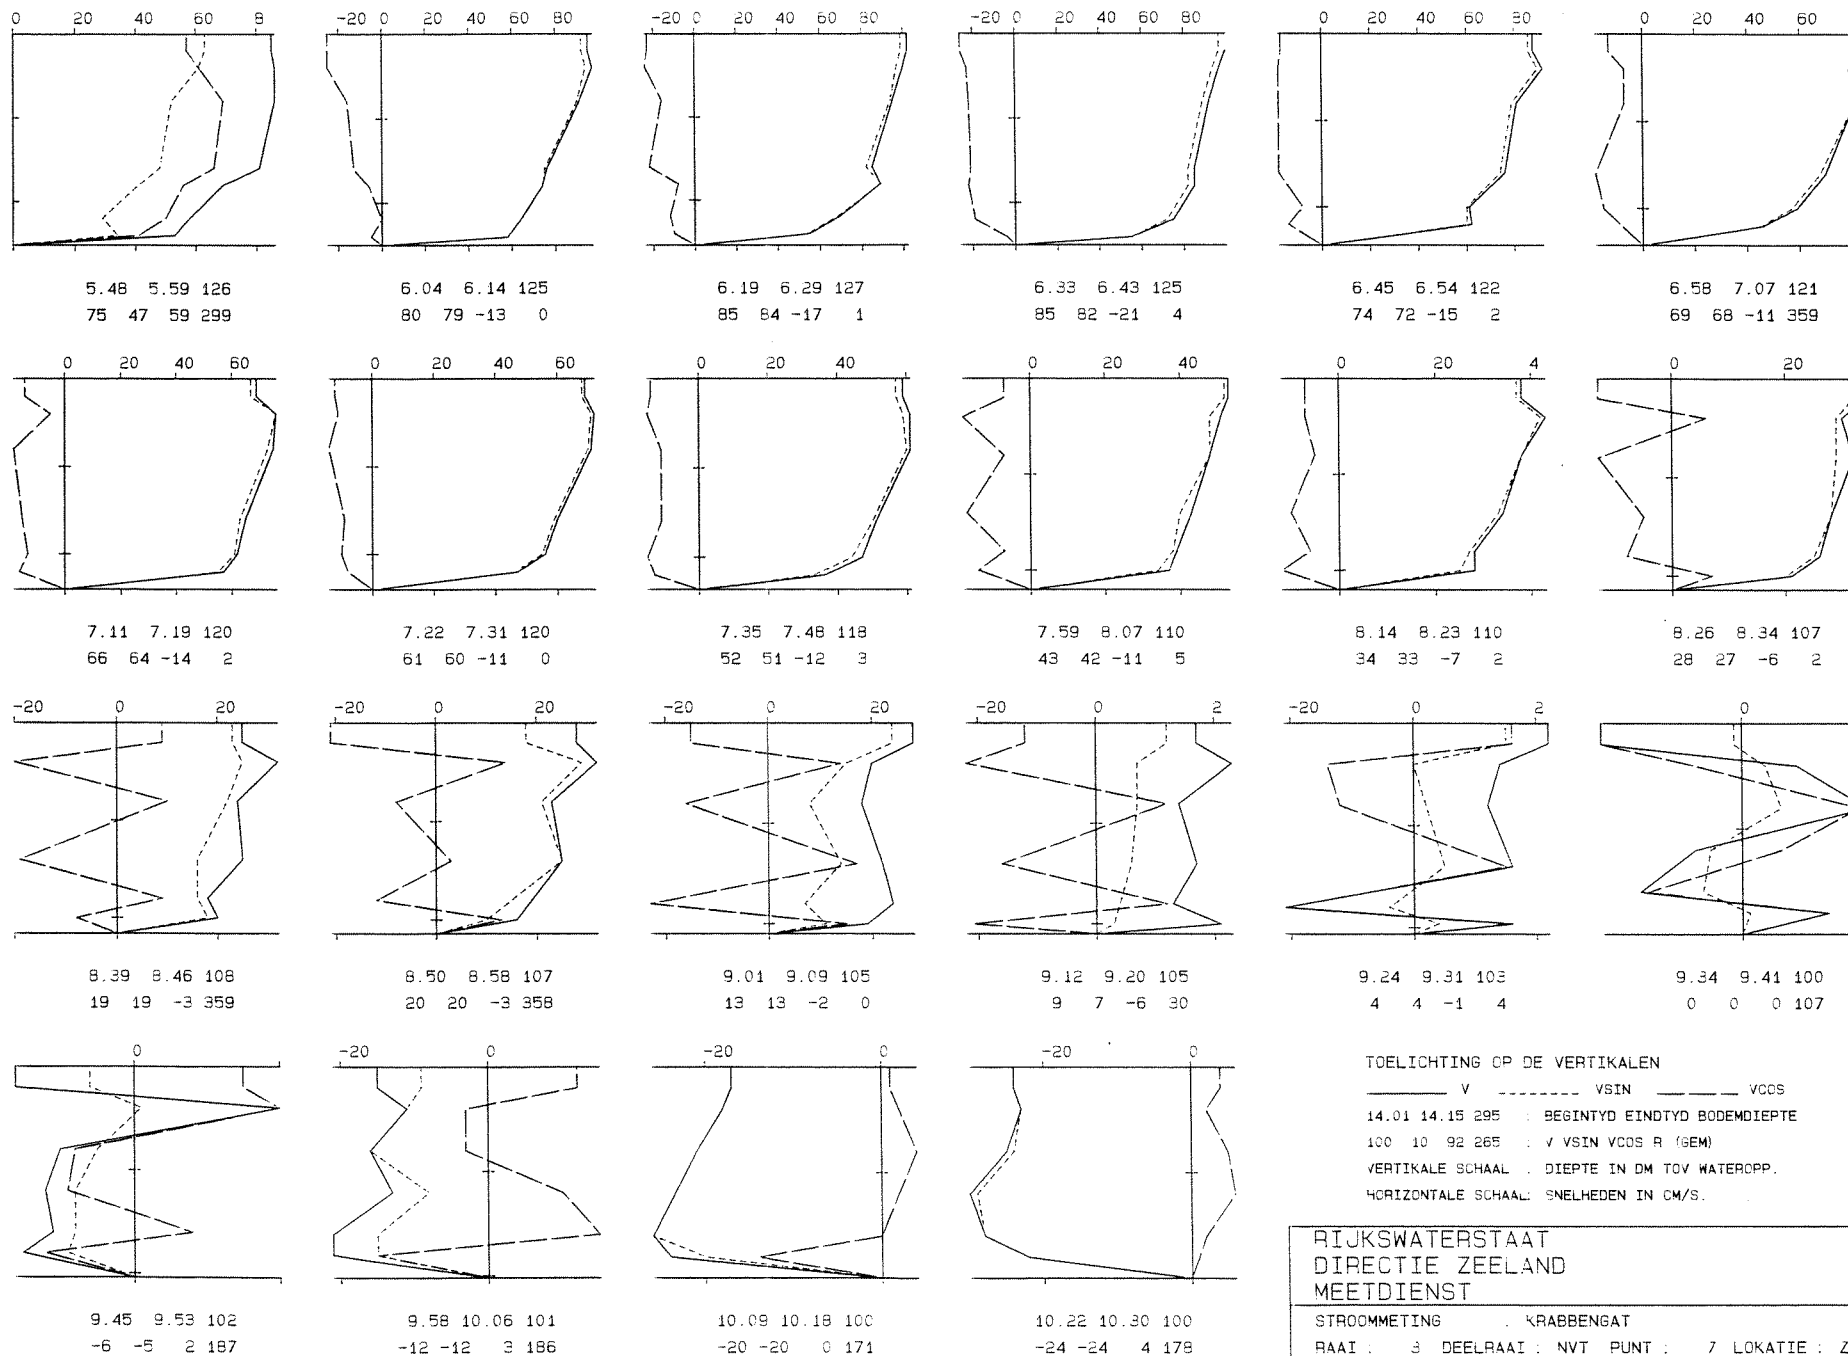 0 20 40 60 8
-20 0 20 40 60 80
-20 0 20 40 60 80
-20 0 20 40 60 80
0 20 40 60 80
0 20 40 60
5.48 5.59 126
75 47 59 299
6.04 6.14 125
80 79 -13 0
6.19 6.29 127
85 84 -17 1
6.33 6.43 125
85 82 -21 4
6.45 6.54 122
74 72 -15 2
6.58 7.07 121
69 68 -11 359
0 20 40 60
0 20 40 60
0 20 40
0 20 40
0 20 4
0 20
7.11 7.19 120
66 64 -14 2
7.22 7.31 120
61 60 -11 0
7.35 7.48 118
52 51 -12 3
7.59 8.07 110
43 42 -11 5
8.14 8.23 110
34 33 -7 2
8.26 8.34 107
28 27 -6 2
-20 0 20
-20 0 20
0 20
-20 0 2
-20 0 2
0
8.39 8.46 108
19 19 -3 359
8.50 8.58 107
20 20 -3 358
9.01 9.09 105
13 13 -2 0
9.12 9.20 105
9 7 -6 30
9.24 9.31 103
4 4 -1 4
9.34 9.41 100
0 0 0 107
0
-20 0
-20 0
-20 0
9.45 9.53 102
-6 -5 2 187
9.58 10.06 101
-12 -12 3 186
10.09 10.18 100
-20 -20 0 171
10.22 10.30 100
-24 -24 4 178
TOELICHTING OP DE VERTIKALEN
V VSIN VCOS
14.01 14.15 295 : BEGINTYD EINDTYD BODEMDIEPTE
100 10 92 265 : V VSIN VCOS R (GEM)
VERTIKALE SCHAAL : DIEPTE IN DM TOV WATEROPP.
HORIZONTALE SCHAAL: SNELHEDEN IN CM/S.
RIJKSWATERSTAAT
DIRECTIE ZEELAND
MEETDIENST
STROOMMETING : KRABBENGAT
RAAI : 3 DEELRAAI : NVT PUNT : 7 LOKATIE : Z